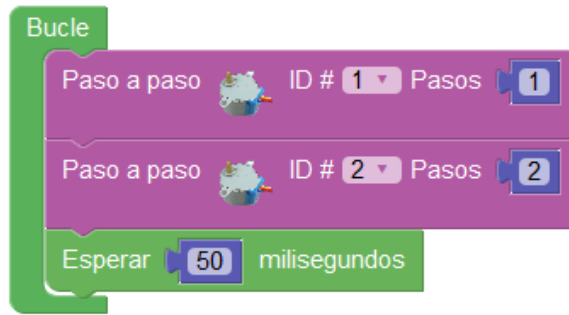 Bucle
Paso a paso ID # 1 Pasos 1
Paso a paso ID # 2 Pasos 2
Esperar 50 milisegundos